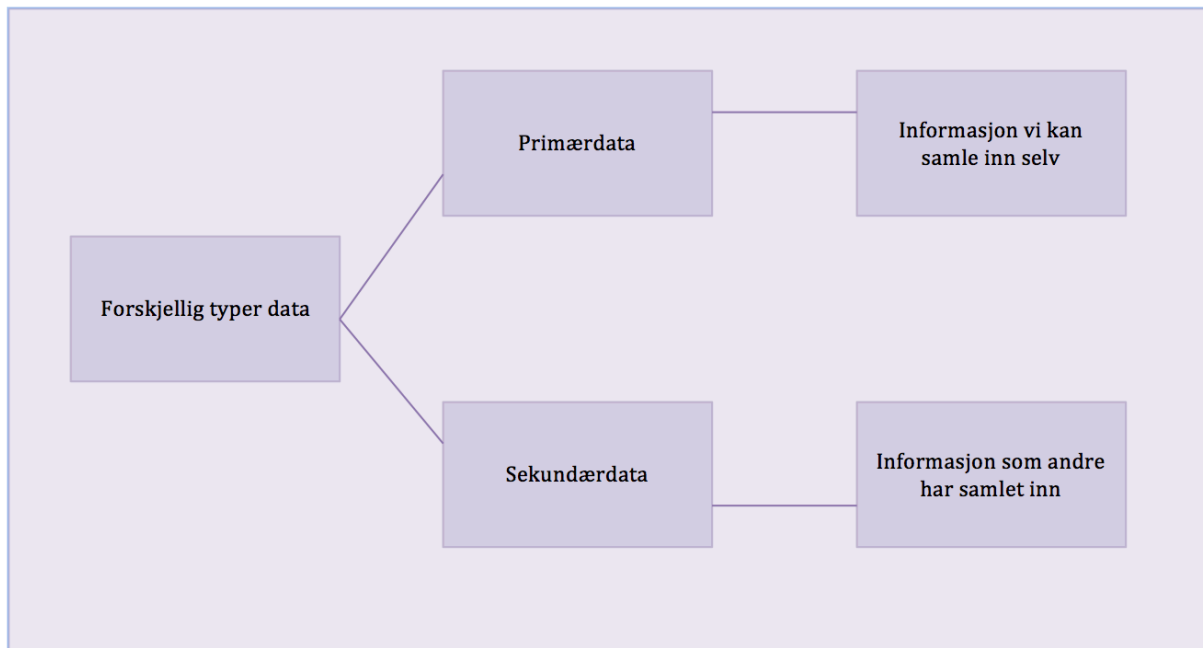 Forskjellig typer data
Primærdata
Informasjon vi kan
samle inn selv
Sekundærdata
Informasjon som andre
har samlet inn